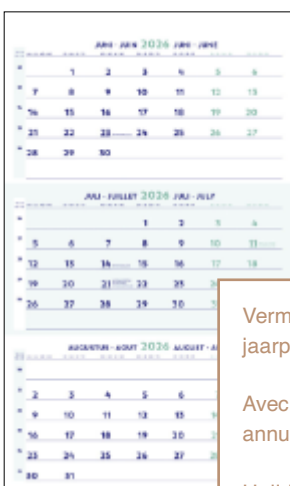 JUNI - JUIN 2026 JUNI - JUNE
1 2 3 4 5 6
7 8 9 10 11 12 13
14 15 16 17 18 19 20
21 22 23 24 25 26 27
28 29 30
JULI - JUILLET 2026 JULI - JULY
1 2 3 4
5 6 7 8 9 10 11
12 13 14 15 16 17 18
19 20 21 22 23
26 27 28 29 30
AUGUSTUS - AOUT 2026 AUGUST - A
2 3 4 5 6
9 10 11 12 13
16 17 18 19 20
23 24 25 26 27
30 31
Verm
jaarp
Avec
annu